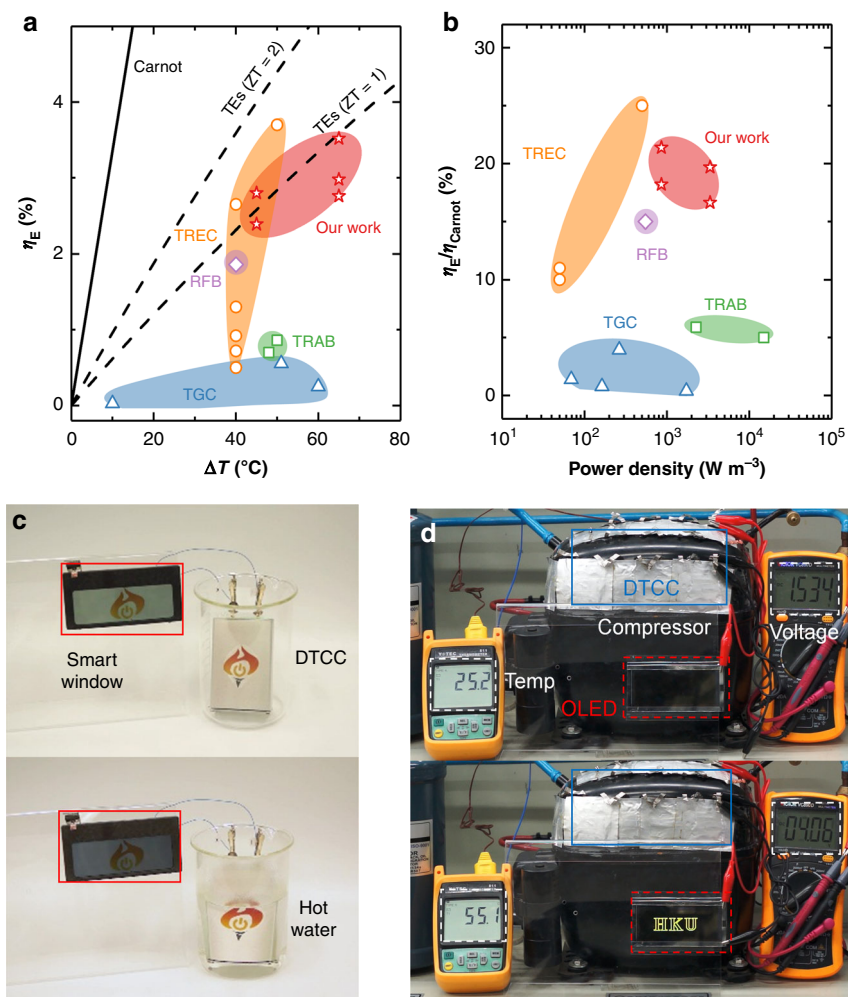 a
Carnot
TEs (ZT = 2)
TEs (ZT = 1)
TREC
Our work
RFB
TRAB
TGC
4
2
0
ηE (%)
0 20 40 60 80
ΔT (°C)
b
TREC
Our work
RFB
TRAB
TGC
30
20
10
0
ηE/ηCarnot (%)
10¹ 10² 10³ 10⁴ 10⁵
Power density (W m⁻³)
c
Smart
window
DTCC
Hot
water
d
DTCC
Compressor
Voltage
1.534
Temp
25.2
OLED
04.06
55.1
HKU